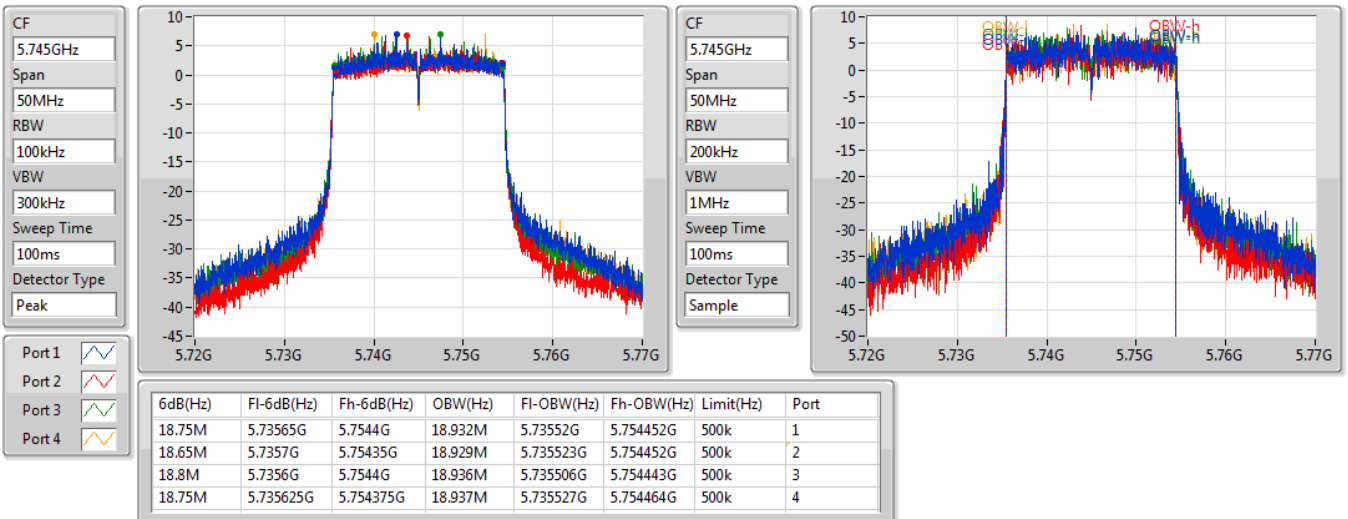 CF
5.745GHz
Span
50MHz
RBW
100kHz
VBW
300kHz
Sweep Time
100ms
Detector Type
Peak
10
5
0
-5
-10
-15
-20
-25
-30
-35
-40
-45
5.72G 5.73G 5.74G 5.75G 5.76G 5.77G
CF
5.745GHz
Span
50MHz
RBW
200kHz
VBW
1MHz
Sweep Time
100ms
Detector Type
Sample
10
5
0
-5
-10
-15
-20
-25
-30
-35
-40
-45
-50
OBW-l OBW-h
OBW-h
5.72G 5.73G 5.74G 5.75G 5.76G 5.77G
Port 1
Port 2
Port 3
Port 4
6dB(Hz) Fl-6dB(Hz) Fh-6dB(Hz) OBW(Hz) Fl-OBW(Hz) Fh-OBW(Hz) Limit(Hz) Port
18.75M 5.73565G 5.7544G 18.932M 5.73552G 5.754452G 500k 1
18.65M 5.7357G 5.75435G 18.929M 5.735523G 5.754452G 500k 2
18.8M 5.7356G 5.7544G 18.936M 5.735506G 5.754443G 500k 3
18.75M 5.735625G 5.754375G 18.937M 5.735527G 5.754464G 500k 4